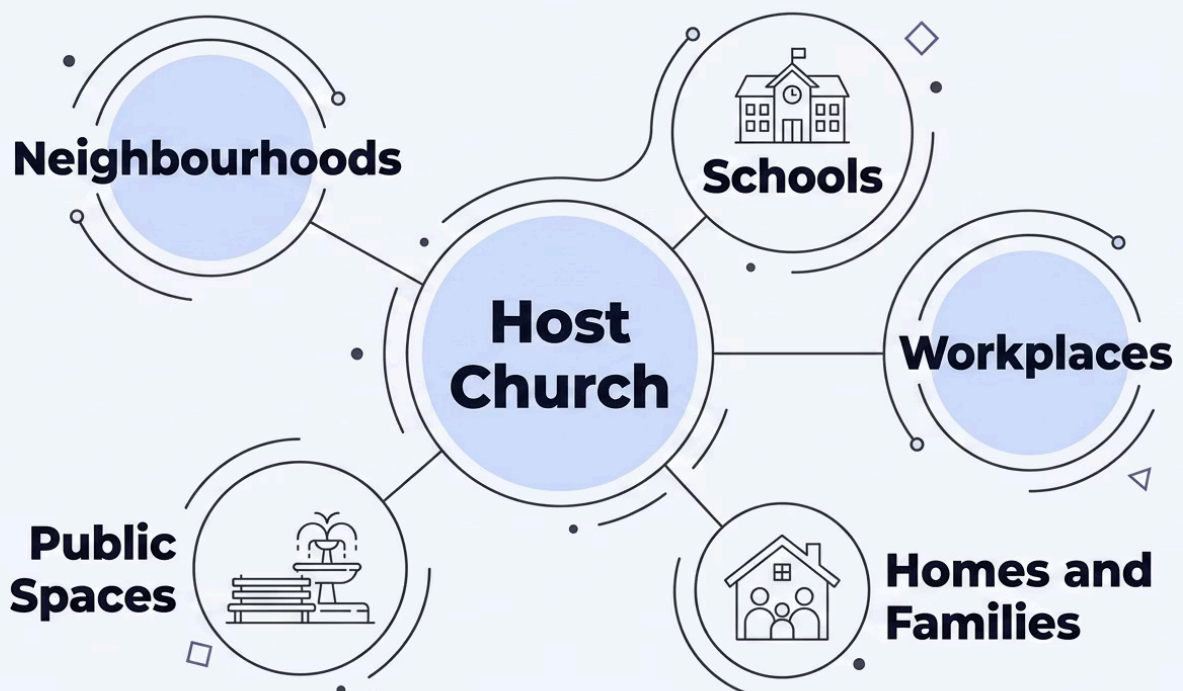 Neighbourhoods
Schools
Host
Church
Workplaces
Public
Spaces
Homes and
Families